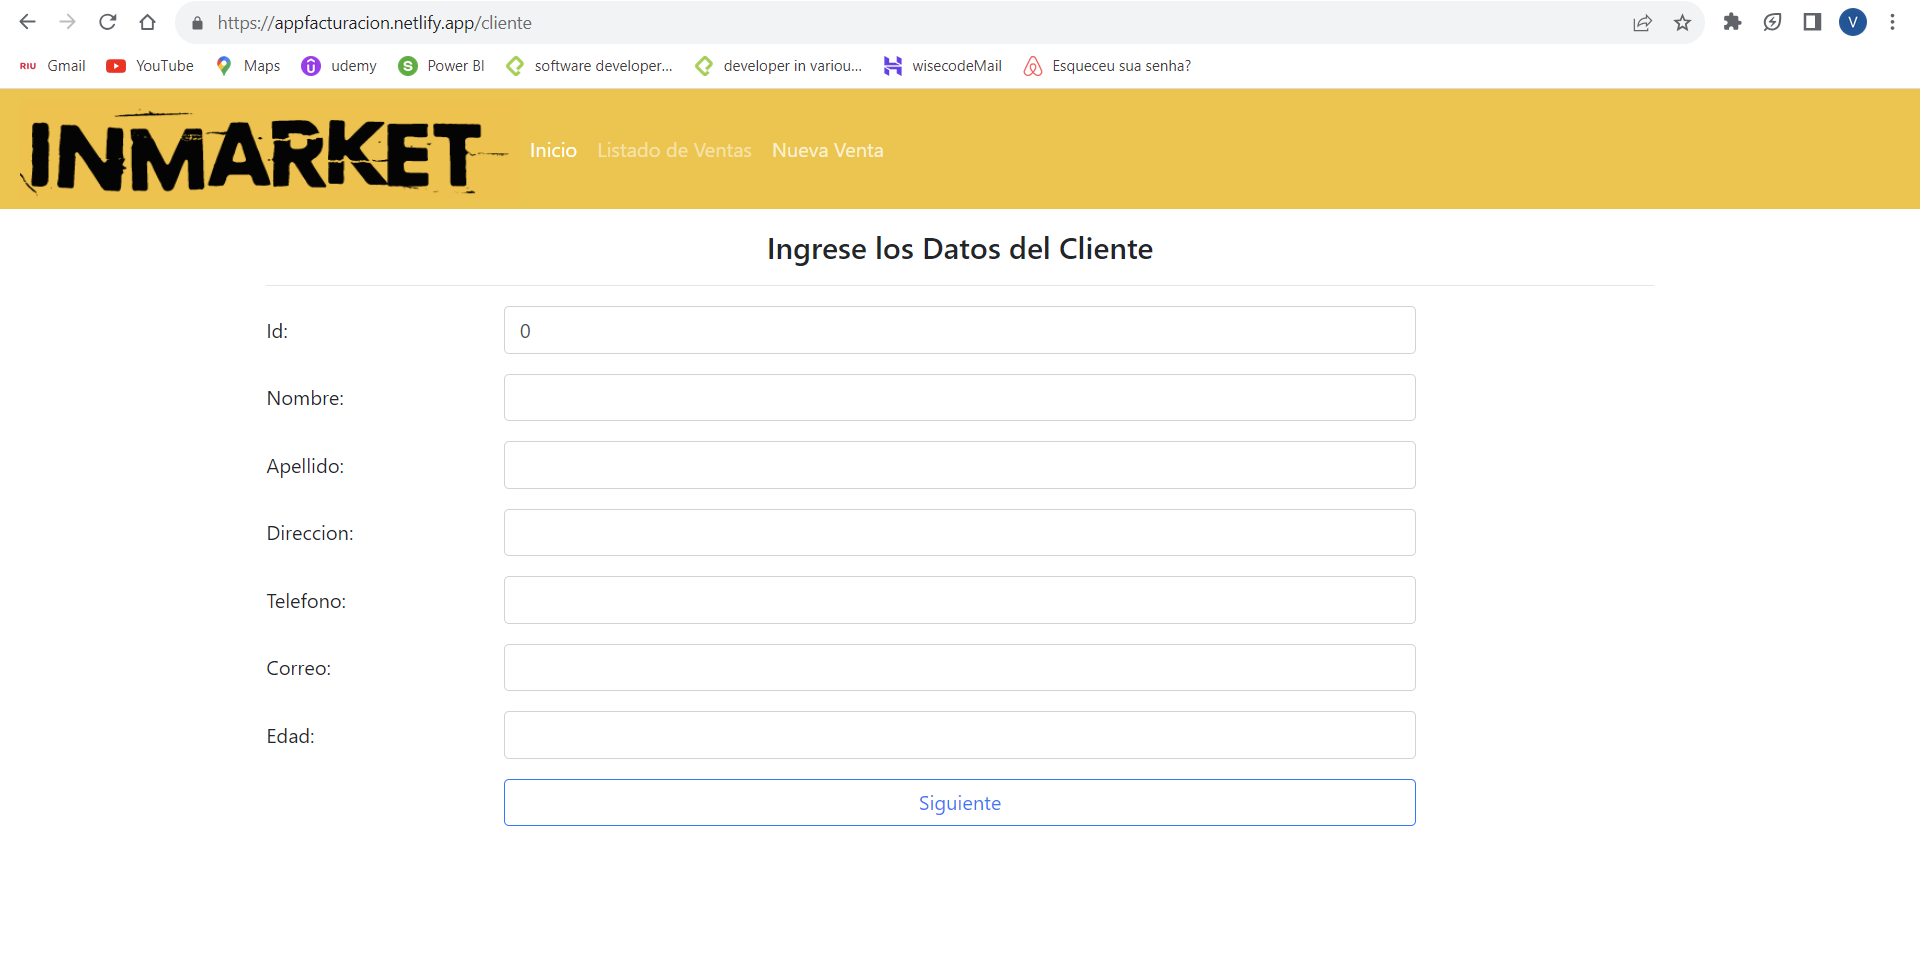 https://appfacturacion.netlify.app/cliente
V
RIU Gmail YouTube Maps udemy S Power BI software developer... developer in variou... wisecodeMail Esqueceu sua senha?
INMARKET Inicio Listado de Ventas Nueva Venta
Ingrese los Datos del Cliente
Id: 0
Nombre:
Apellido:
Direccion:
Telefono:
Correo:
Edad:
Siguiente